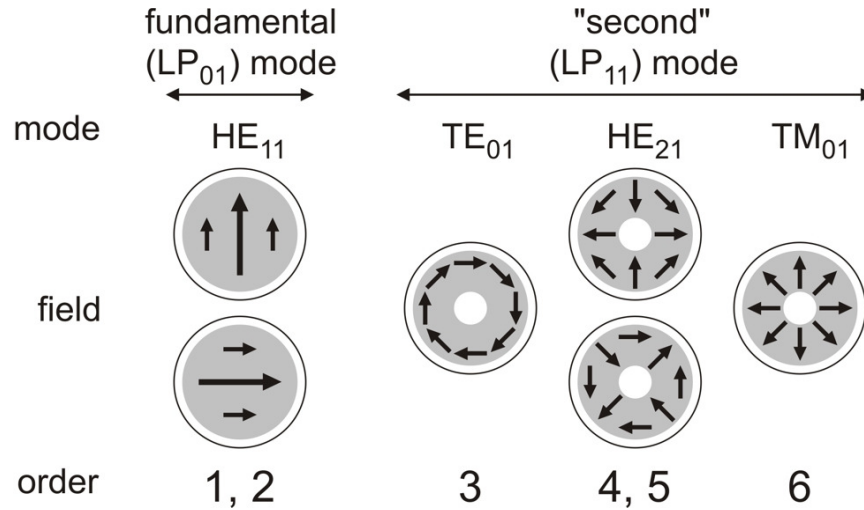 fundamental
(LP₀₁) mode
"second"
(LP₁₁) mode
mode HE₁₁ TE₀₁ HE₂₁ TM₀₁
field
order 1, 2 3 4, 5 6